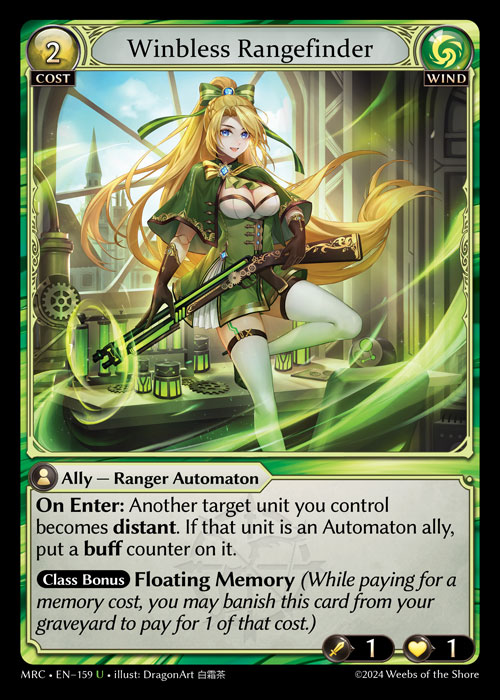 2
Winbless Rangefinder
COST
WIND
Ally — Ranger Automaton
On Enter: Another target unit you control
becomes distant. If that unit is an Automaton ally,
put a buff counter on it.
Class Bonus Floating Memory (While paying for a
memory cost, you may banish this card from your
graveyard to pay for 1 of that cost.)
1
1
MRC • EN–159 U • illust: DragonArt 白霜茶
©2024 Weebs of the Shore